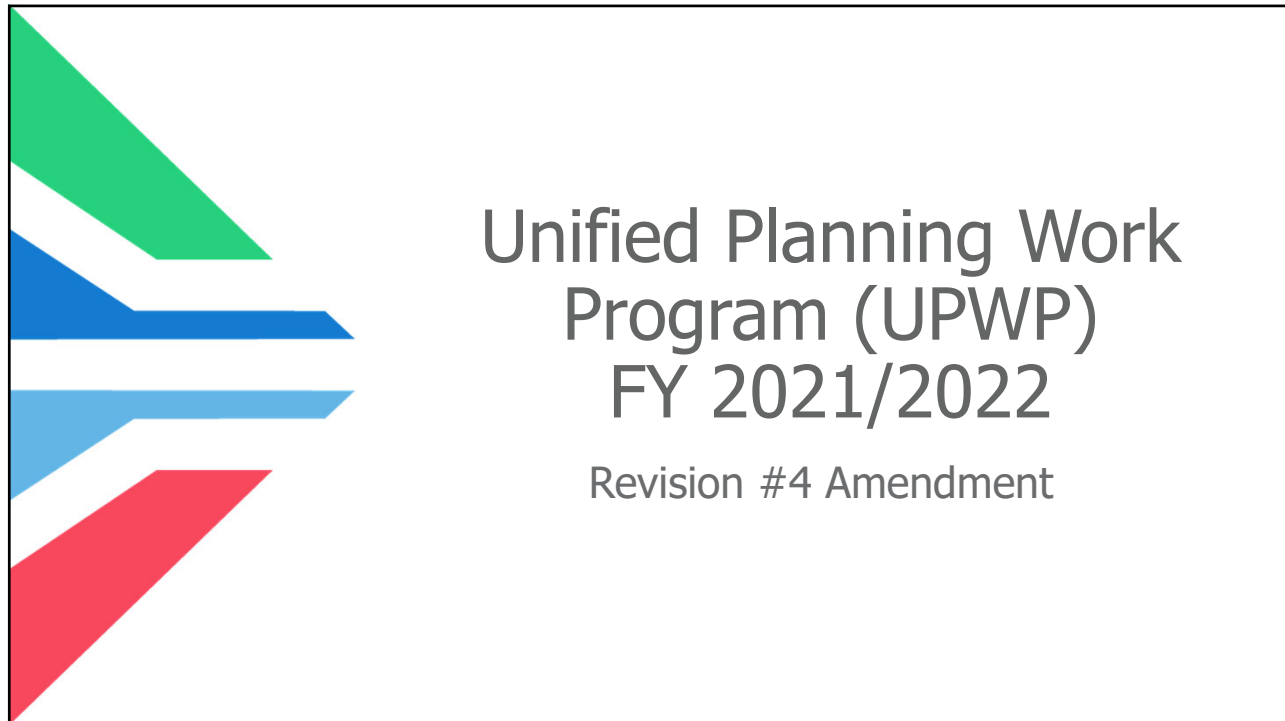 Unified Planning Work
Program (UPWP)
FY 2021/2022
Revision #4 Amendment